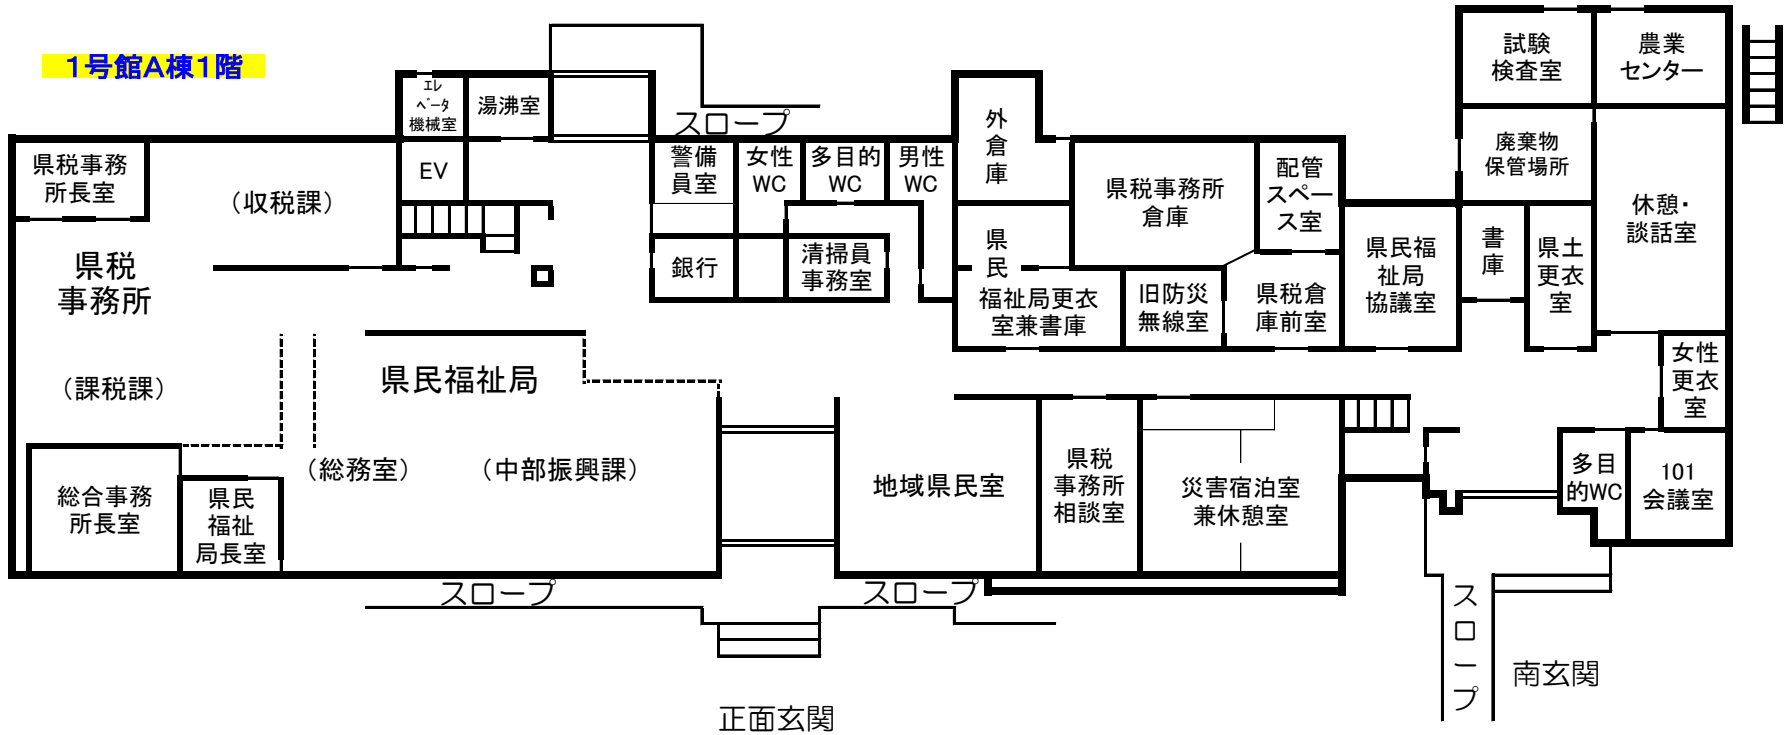 1号館A棟1階
エレ
ベータ
機械室
湯沸室
スロープ
試験
検査室
農業
センター
県税事務
所長室
（収税課）
EV
警備
員室
女性
WC
多目的
WC
男性
WC
外
倉
庫
県税事務所
倉庫
配管
スペー
ス室
廃棄物
保管場所
休憩・
談話室
県税
事務所
銀行
清掃員
事務室
県
民
福祉局更衣
室兼書庫
旧防災
無線室
県税倉
庫前室
県民福
祉局
協議室
書
庫
県土
更衣
室
女性
更衣
室
（課税課）
県民福祉局
（総務室）
（中部振興課）
総合事務
所長室
県民
福祉
局長室
地域県民室
県税
事務所
相談室
災害宿泊室
兼休憩室
多目
的WC
101
会議室
スロープ
スロープ
スロープ
正面玄関
南玄関